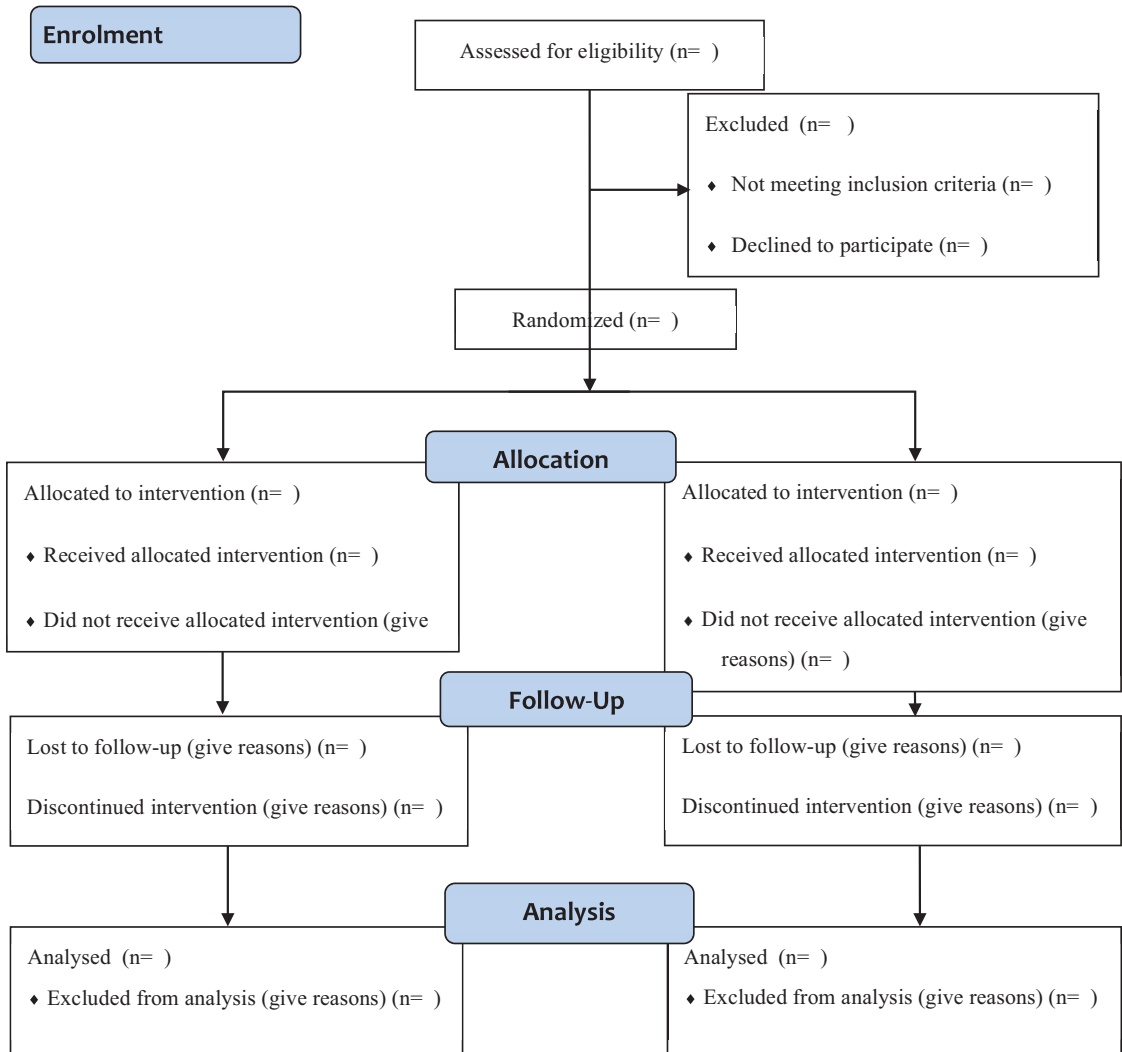 Enrolment
Assessed for eligibility (n= )
Excluded (n= )
♦ Not meeting inclusion criteria (n= )
♦ Declined to participate (n= )
Randomized (n= )
Allocation
Allocated to intervention (n= )
♦ Received allocated intervention (n= )
♦ Did not receive allocated intervention (give
Allocated to intervention (n= )
♦ Received allocated intervention (n= )
♦ Did not receive allocated intervention (give
reasons) (n= )
Follow-Up
Lost to follow-up (give reasons) (n= )
Discontinued intervention (give reasons) (n= )
Lost to follow-up (give reasons) (n= )
Discontinued intervention (give reasons) (n= )
Analysis
Analysed (n= )
♦ Excluded from analysis (give reasons) (n= )
Analysed (n= )
♦ Excluded from analysis (give reasons) (n= )